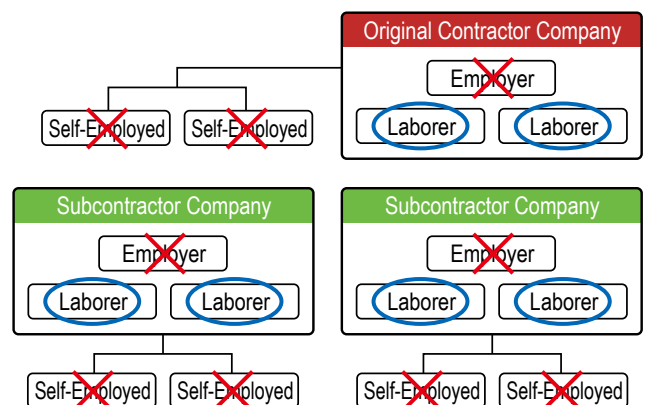 Original Contractor Company
Employer
Self-Employed
Self-Employed
Laborer
Laborer
Subcontractor Company
Employer
Laborer
Laborer
Self-Employed
Self-Employed
Subcontractor Company
Employer
Laborer
Laborer
Self-Employed
Self-Employed